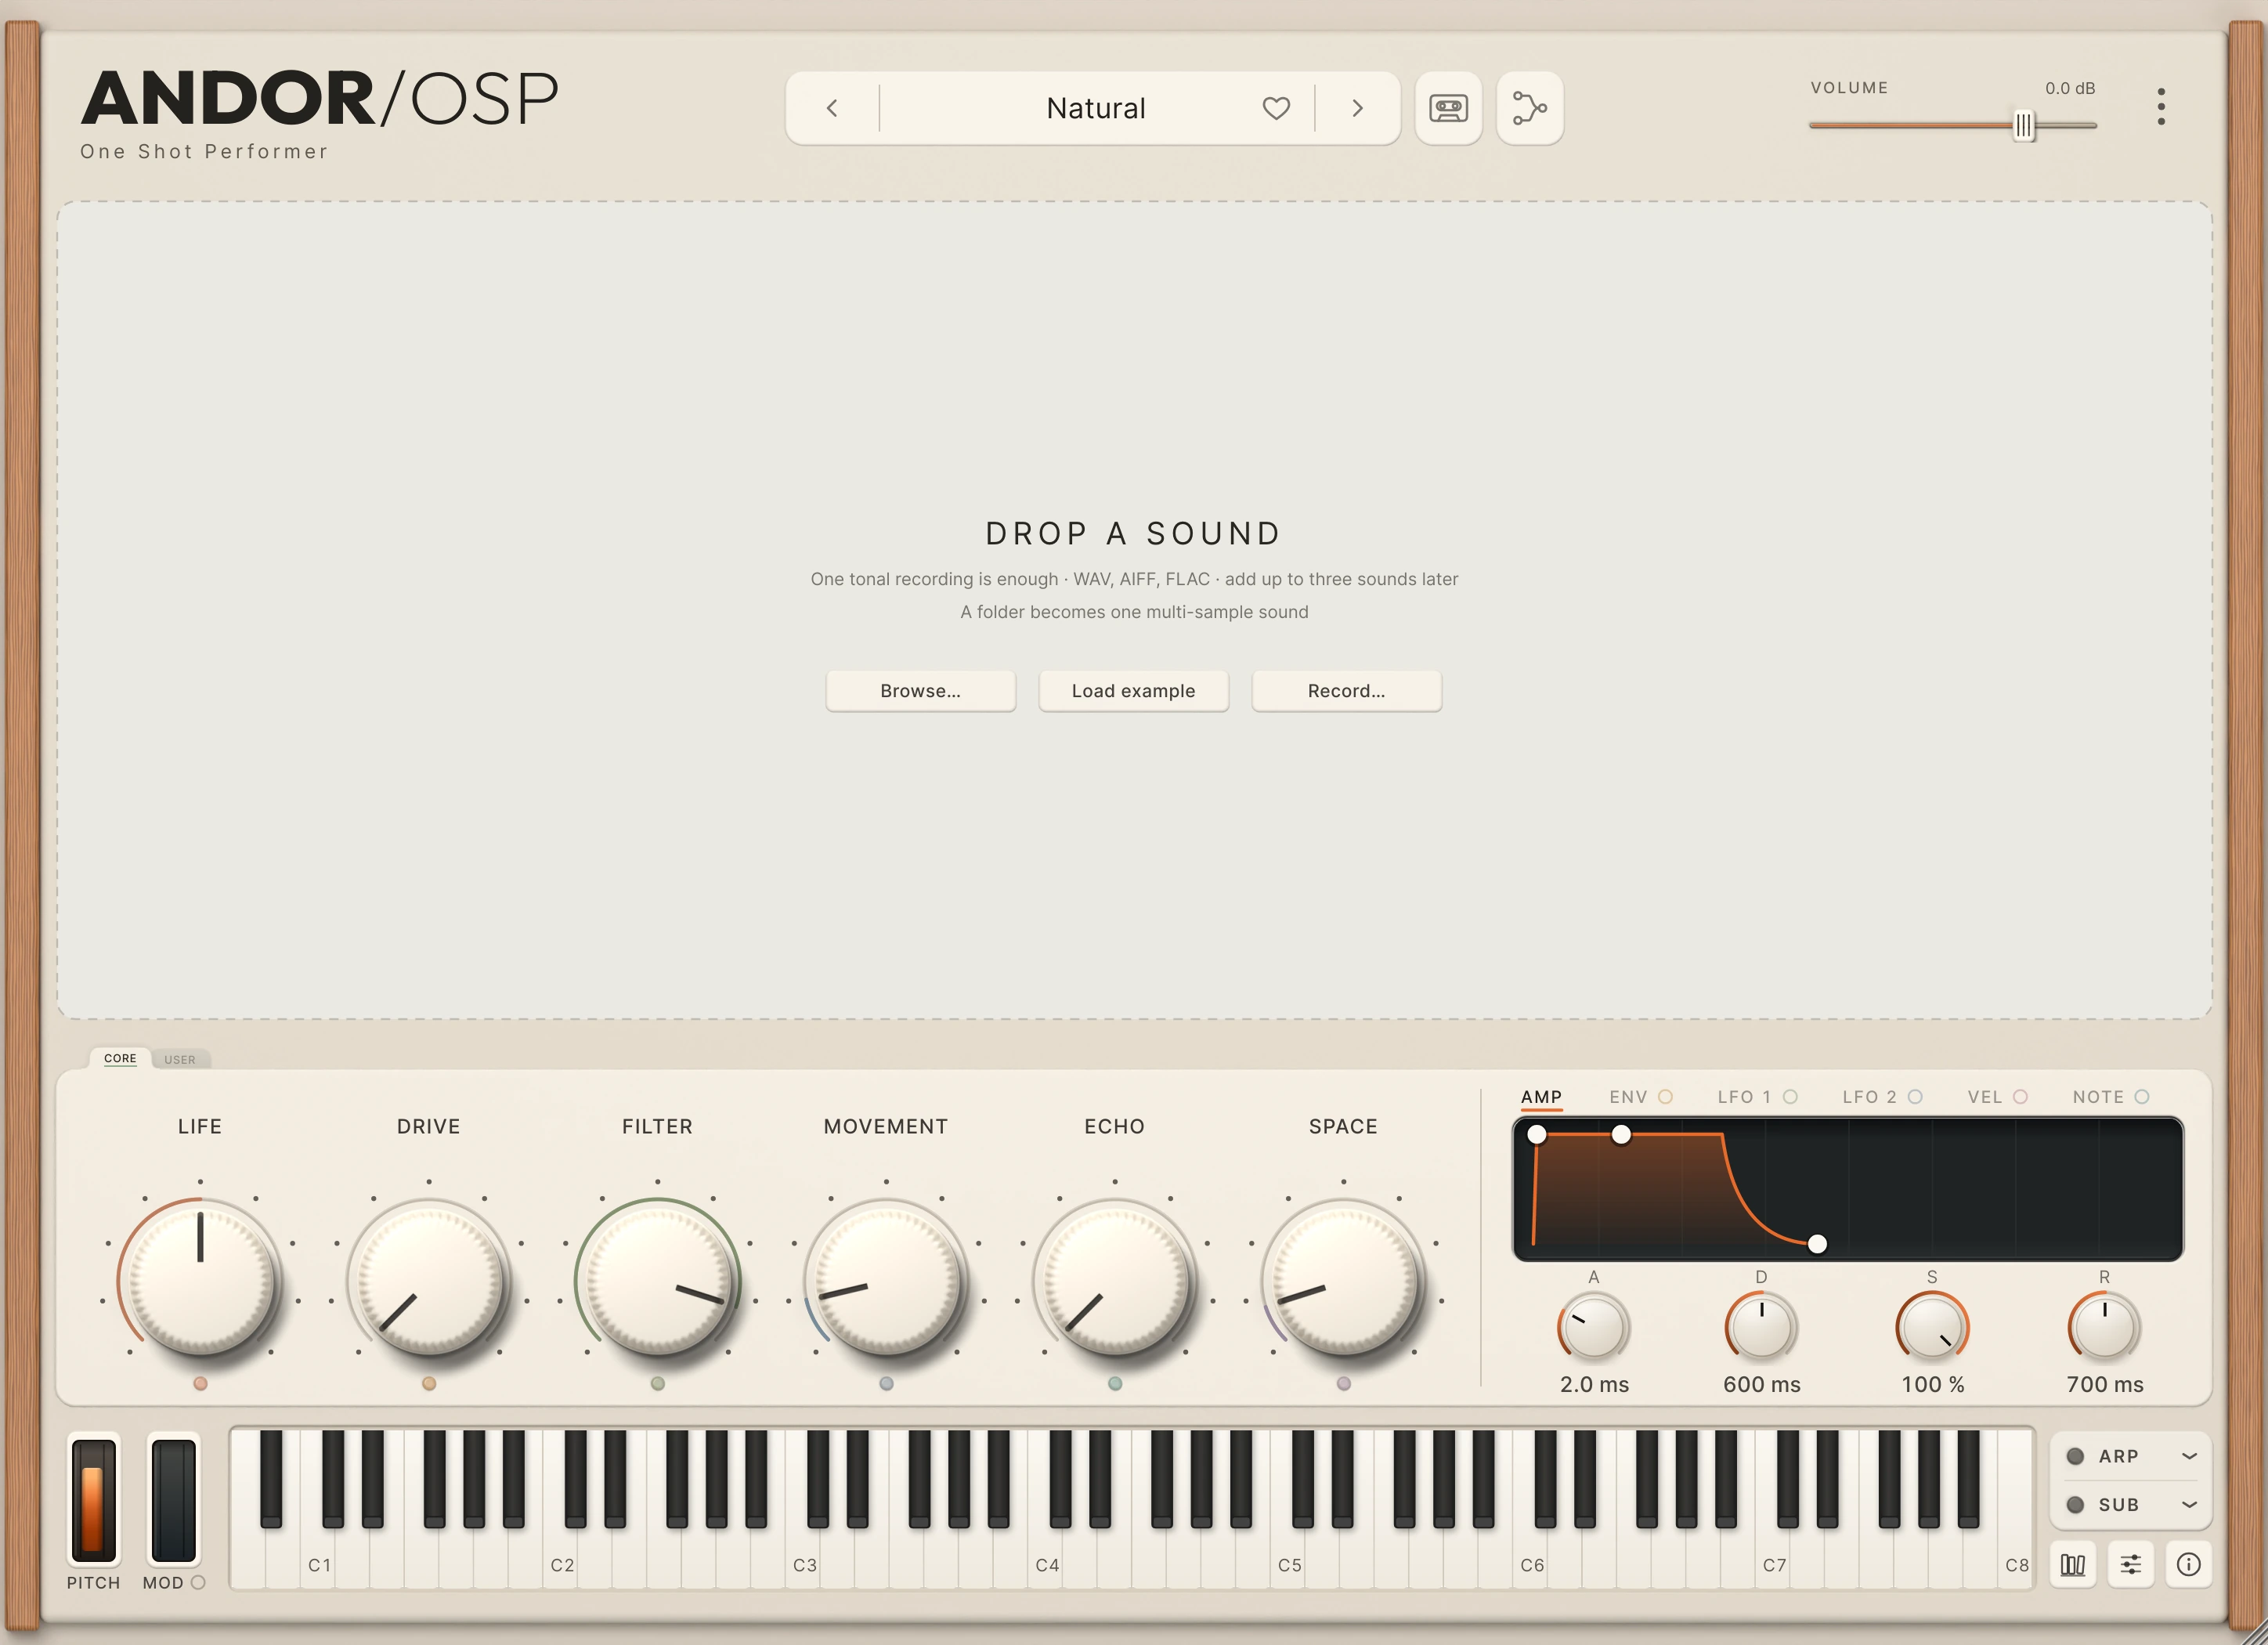 ANDOR/OSP
One Shot Performer
Natural
VOLUME 0.0 dB
DROP A SOUND
One tonal recording is enough · WAV, AIFF, FLAC · add up to three sounds later
A folder becomes one multi-sample sound
Browse... Load example Record...
CORE USER
LIFE DRIVE FILTER MOVEMENT ECHO SPACE
AMP ENV LFO 1 LFO 2 VEL NOTE
A D S R
2.0 ms 600 ms 100 % 700 ms
ARP
SUB
C1 C2 C3 C4 C5 C6 C7 C8
PITCH MOD